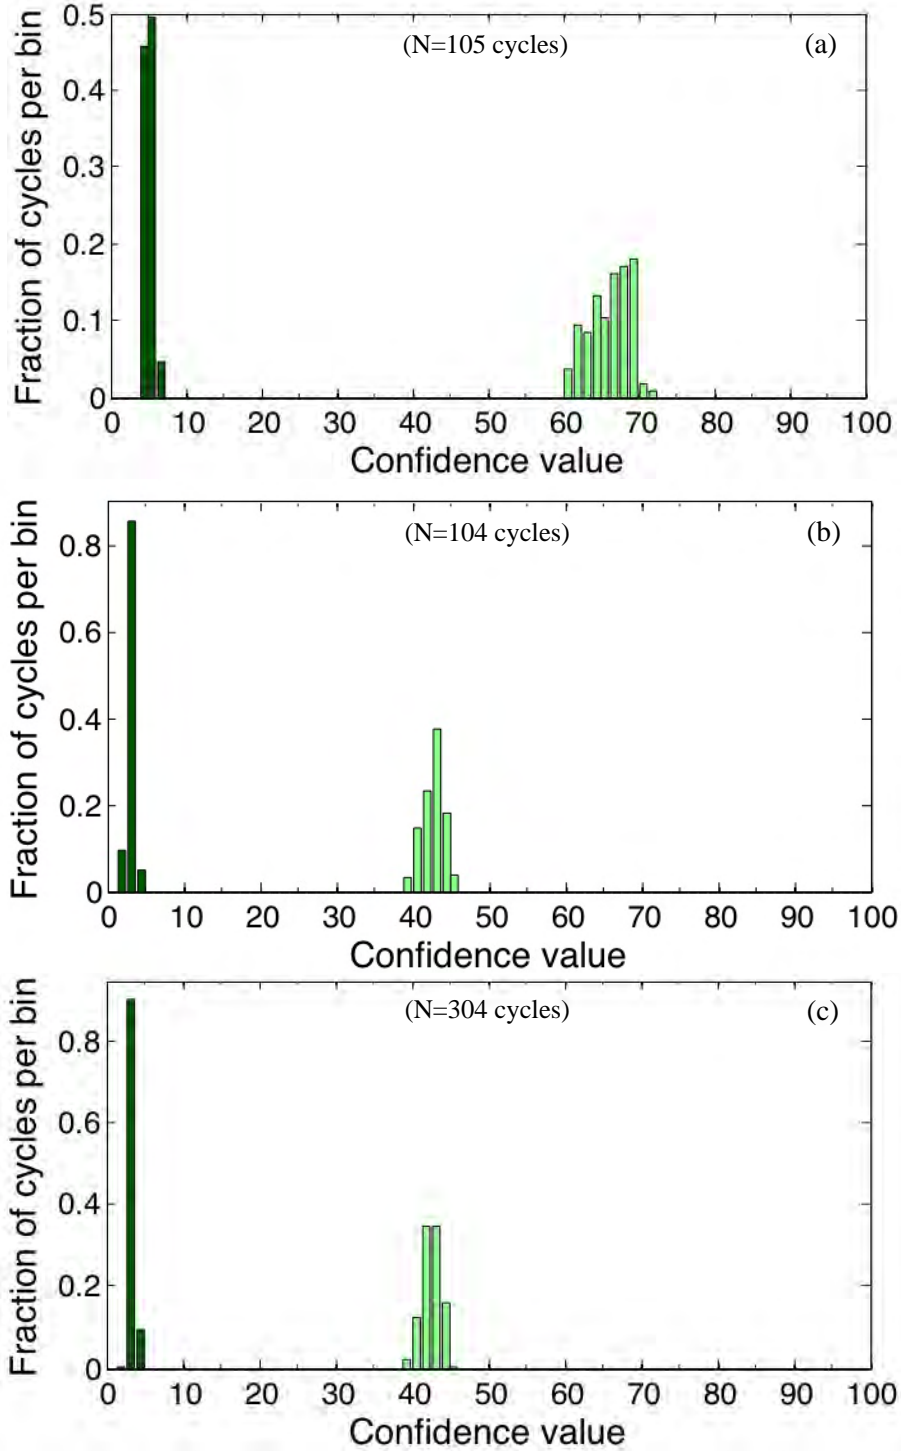 Fraction of cycles per bin
0.5
0.4
0.3
0.2
0.1
0
(N=105 cycles)
(a)
0 10 20 30 40 50 60 70 80 90 100
Confidence value
Fraction of cycles per bin
0.8
0.6
0.4
0.2
0
(N=104 cycles)
(b)
0 10 20 30 40 50 60 70 80 90 100
Confidence value
Fraction of cycles per bin
0.8
0.6
0.4
0.2
0
(N=304 cycles)
(c)
0 10 20 30 40 50 60 70 80 90 100
Confidence value